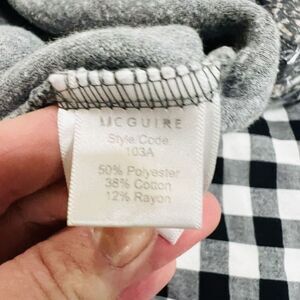 MCGUIRE
Style/Code:
103A
50% Polyester
38% Cotton
12% Rayon